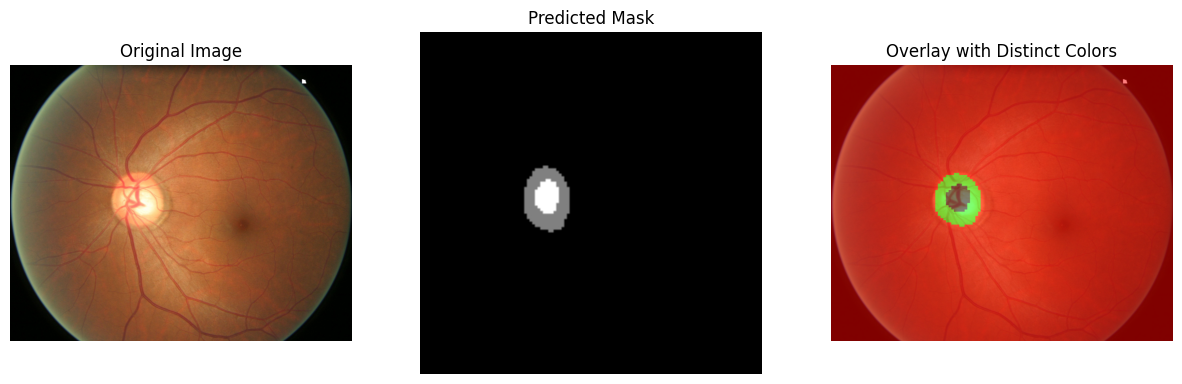 Original Image
Predicted Mask
Overlay with Distinct Colors